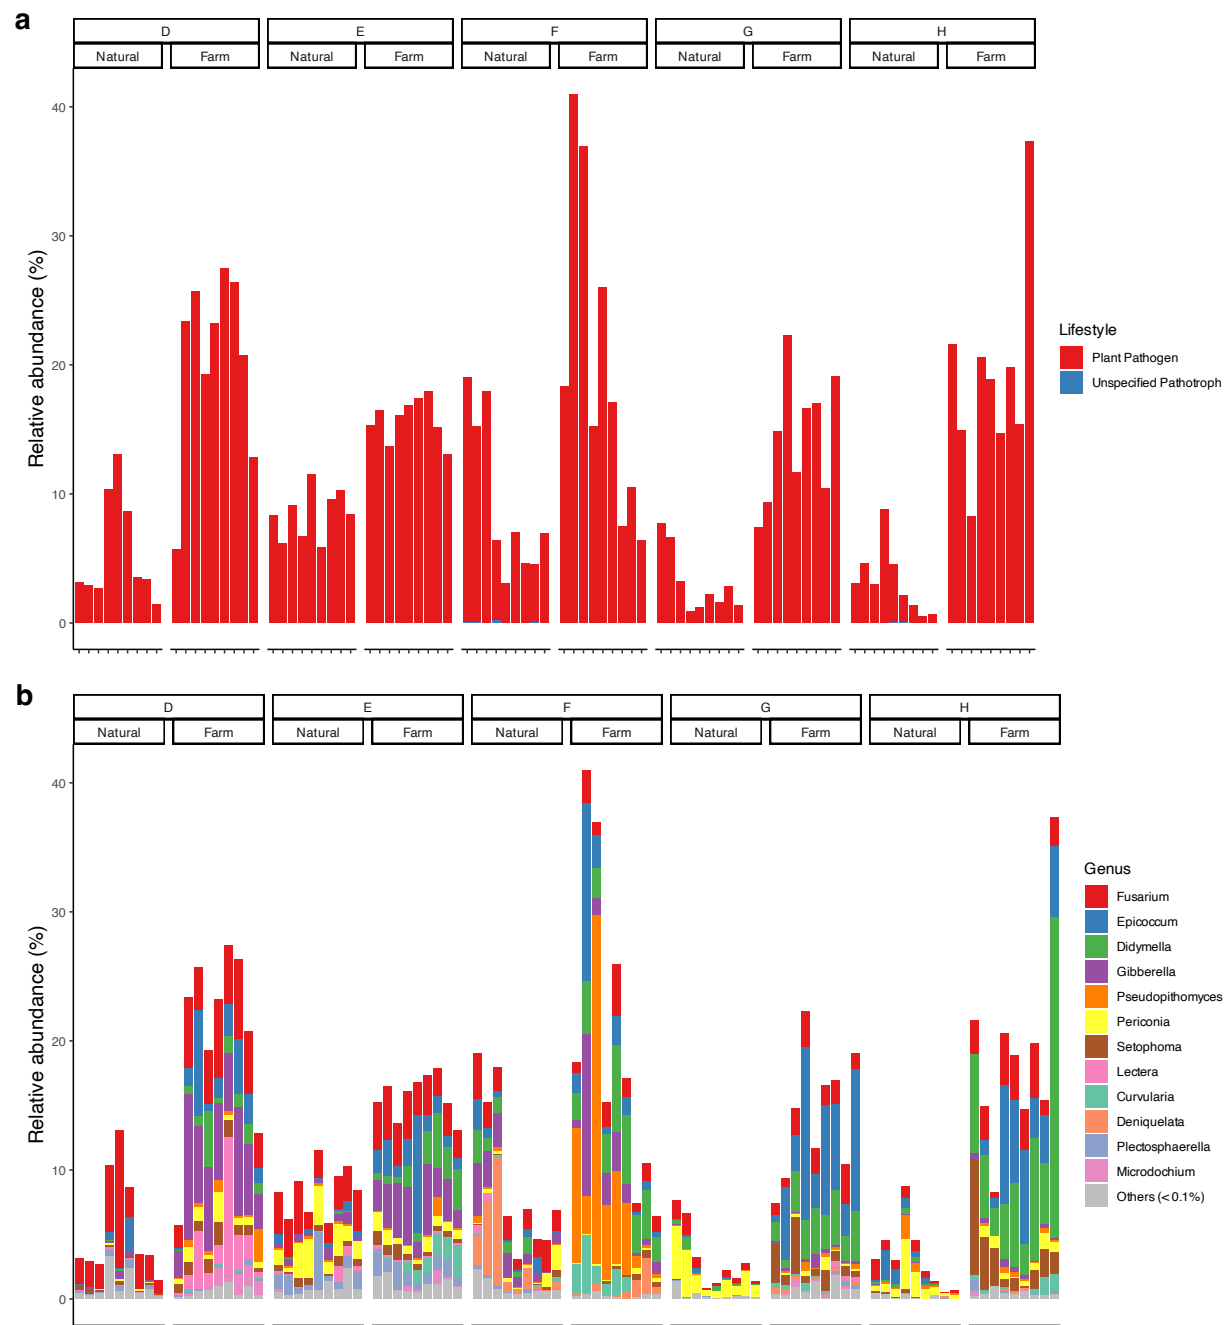 a
D E F G H
Natural Farm Natural Farm Natural Farm Natural Farm Natural Farm
Relative abundance (%)
40
30
20
10
0
Lifestyle
Plant Pathogen
Unspecified Pathotroph
b
D E F G H
Natural Farm Natural Farm Natural Farm Natural Farm Natural Farm
Relative abundance (%)
40
30
20
10
0
Genus
Fusarium
Epicoccum
Didymella
Gibberella
Pseudopithomyces
Periconia
Setophoma
Lectera
Curvularia
Deniquelata
Plectosphaerella
Microdochium
Others (< 0.1%)